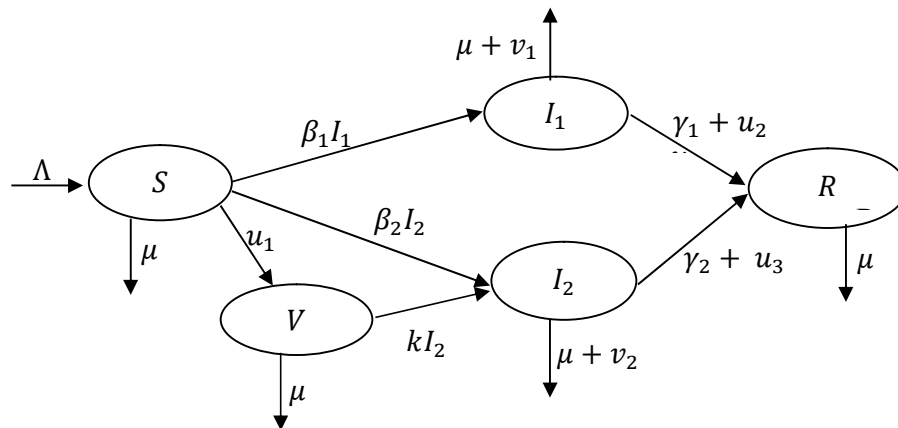 μ + v₁
I₁
γ₁ + u₂
β₁I₁
Λ
S
R
β₂I₂
μ
u₁
I₂
γ₂ + u₃
μ
V
kI₂
μ + v₂
μ